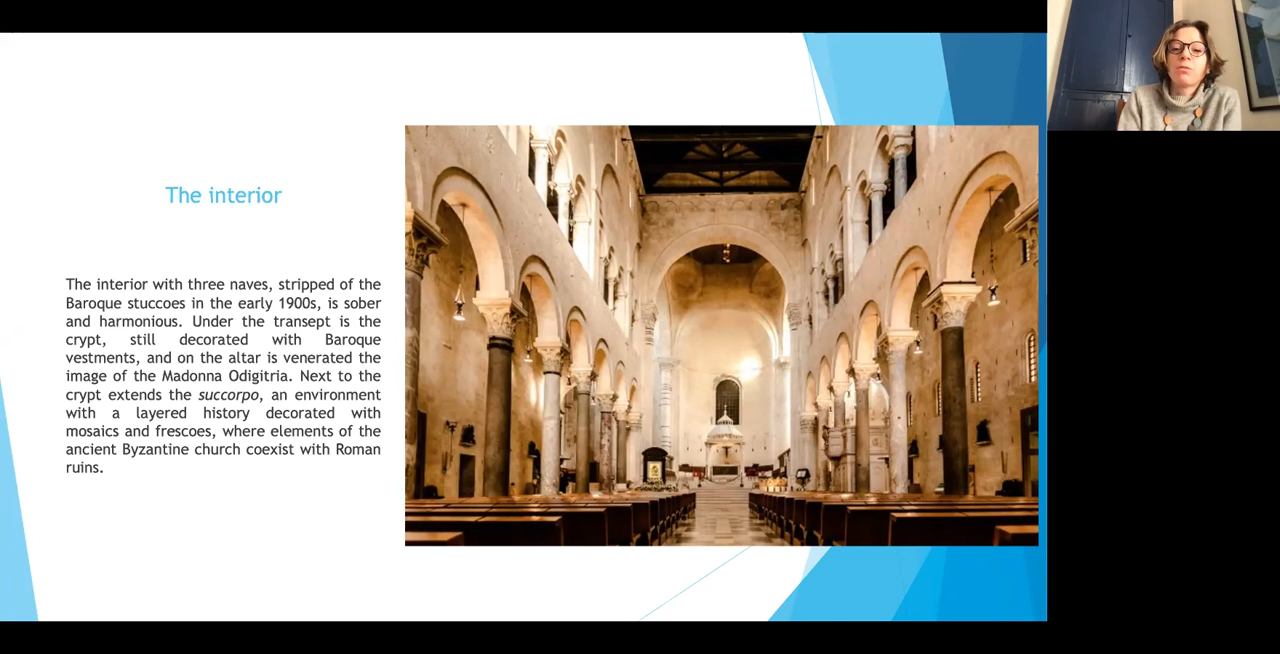 The interior
The interior with three naves, stripped of the
Baroque stuccoes in the early 1900s, is sober
and harmonious. Under the transept is the
crypt, still decorated with Baroque
vestments, and on the altar is venerated the
image of the Madonna Odigitria. Next to the
crypt extends the succorpo, an environment
with a layered history decorated with
mosaics and frescoes, where elements of the
ancient Byzantine church coexist with Roman
ruins.